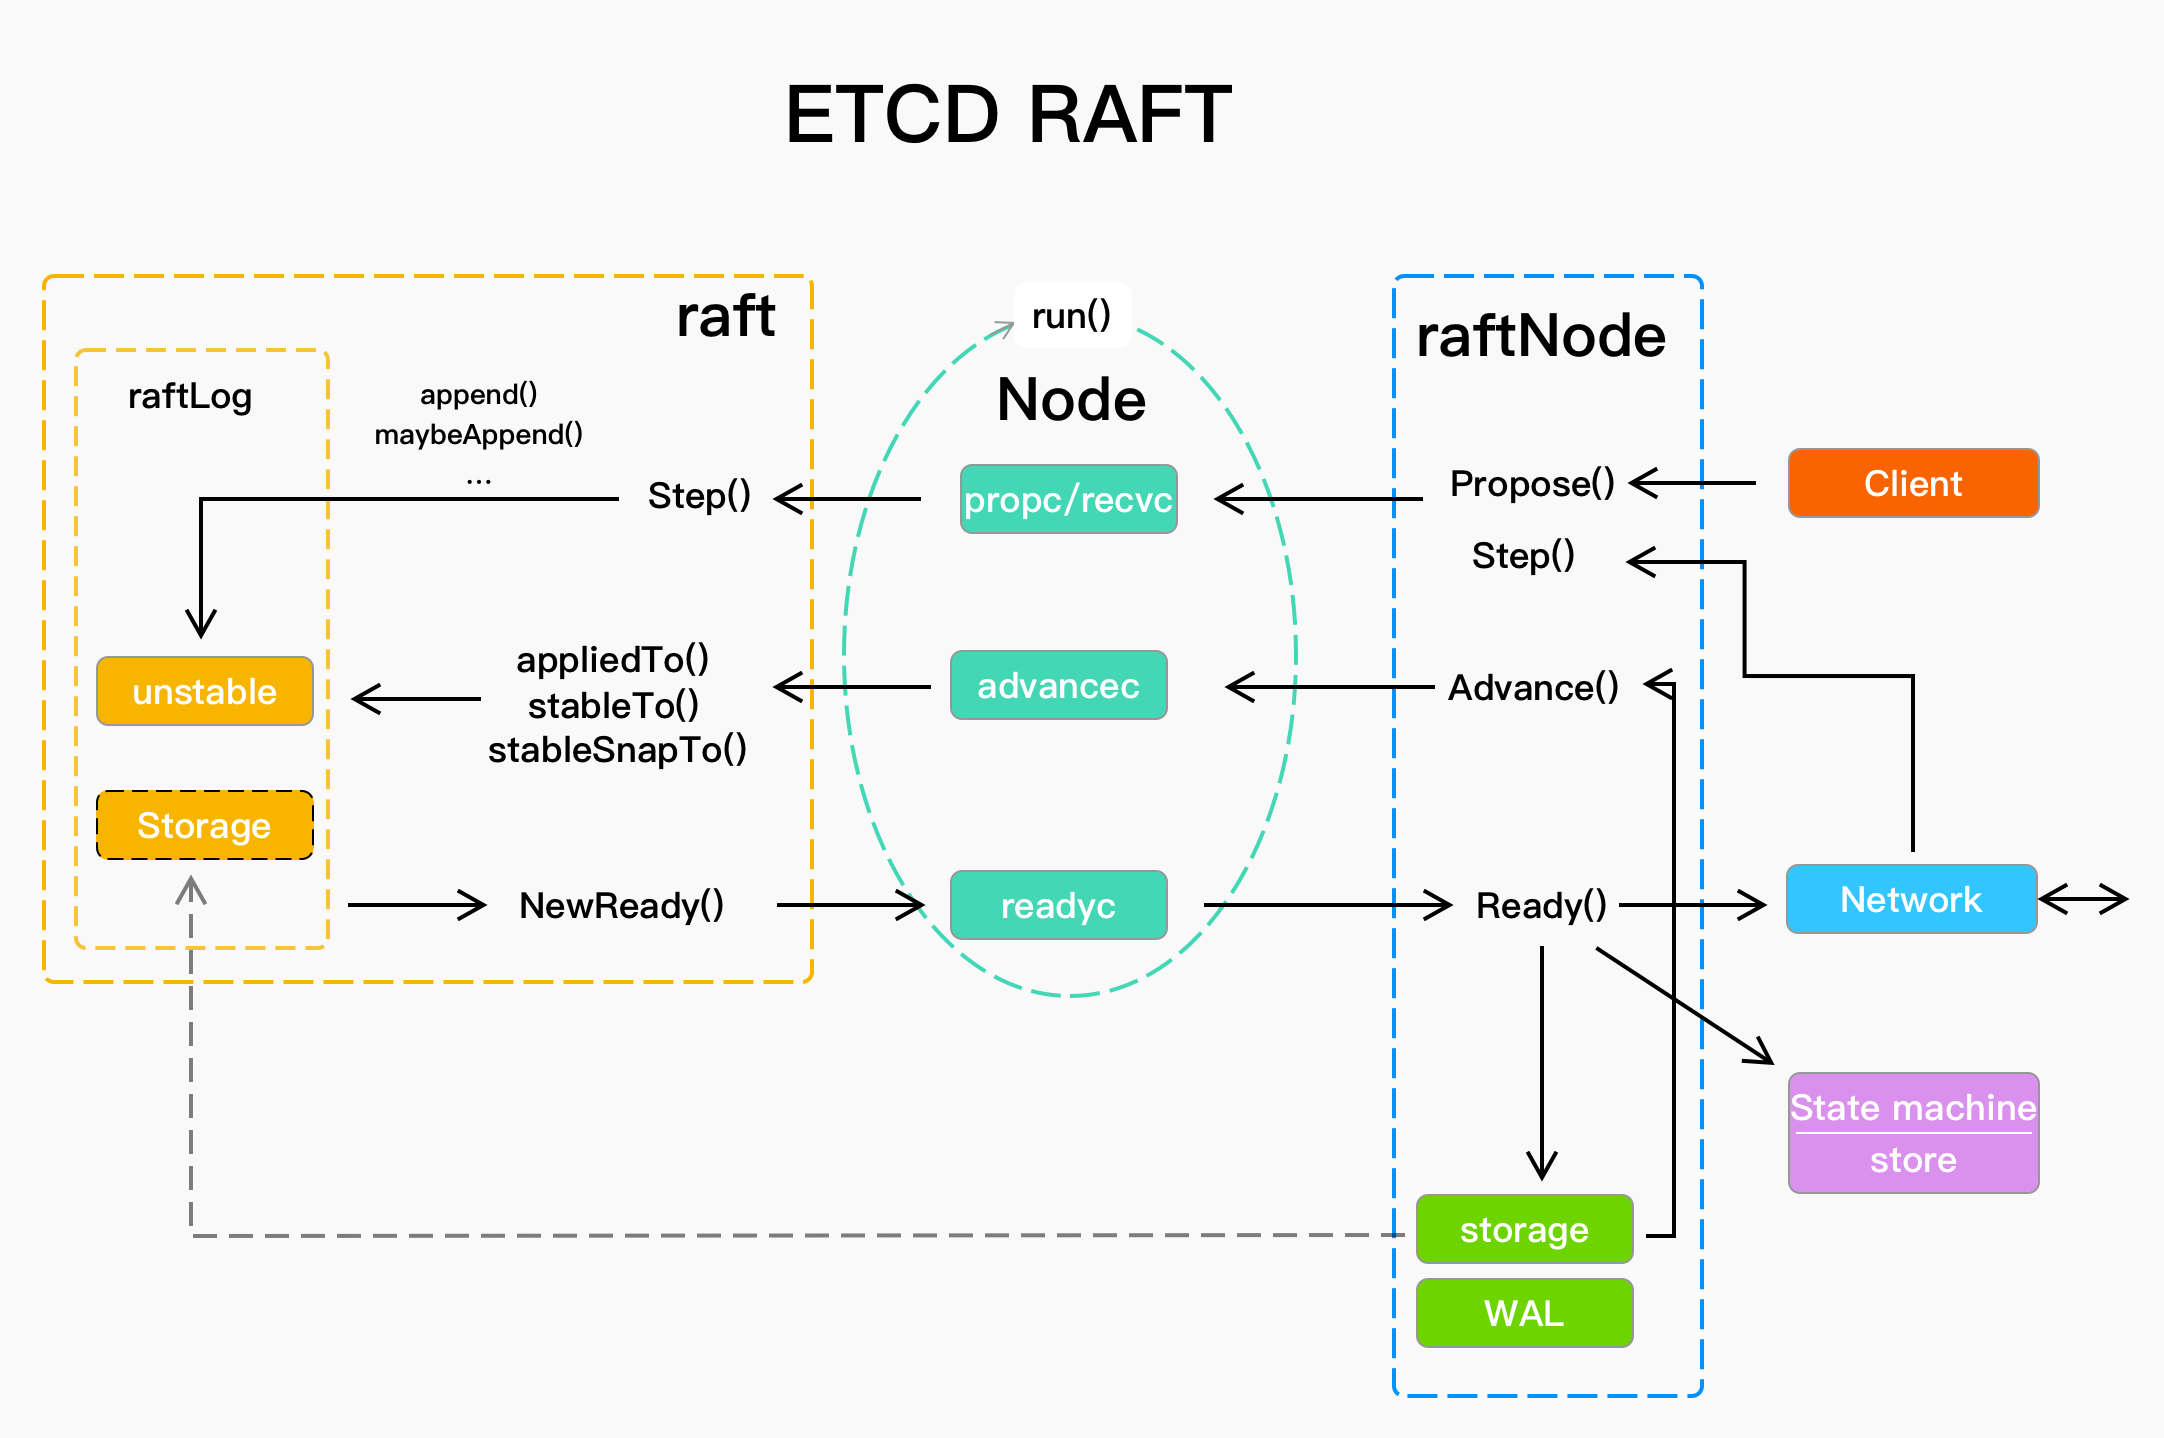 ETCD RAFT
raft
raftLog
append()
maybeAppend()
...
Step()
unstable
appliedTo()
stableTo()
stableSnapTo()
Storage
NewReady()
run()
Node
propc/recvc
advancec
readyc
raftNode
Propose()
Step()
Advance()
Ready()
storage
WAL
Client
Network
State machine
store